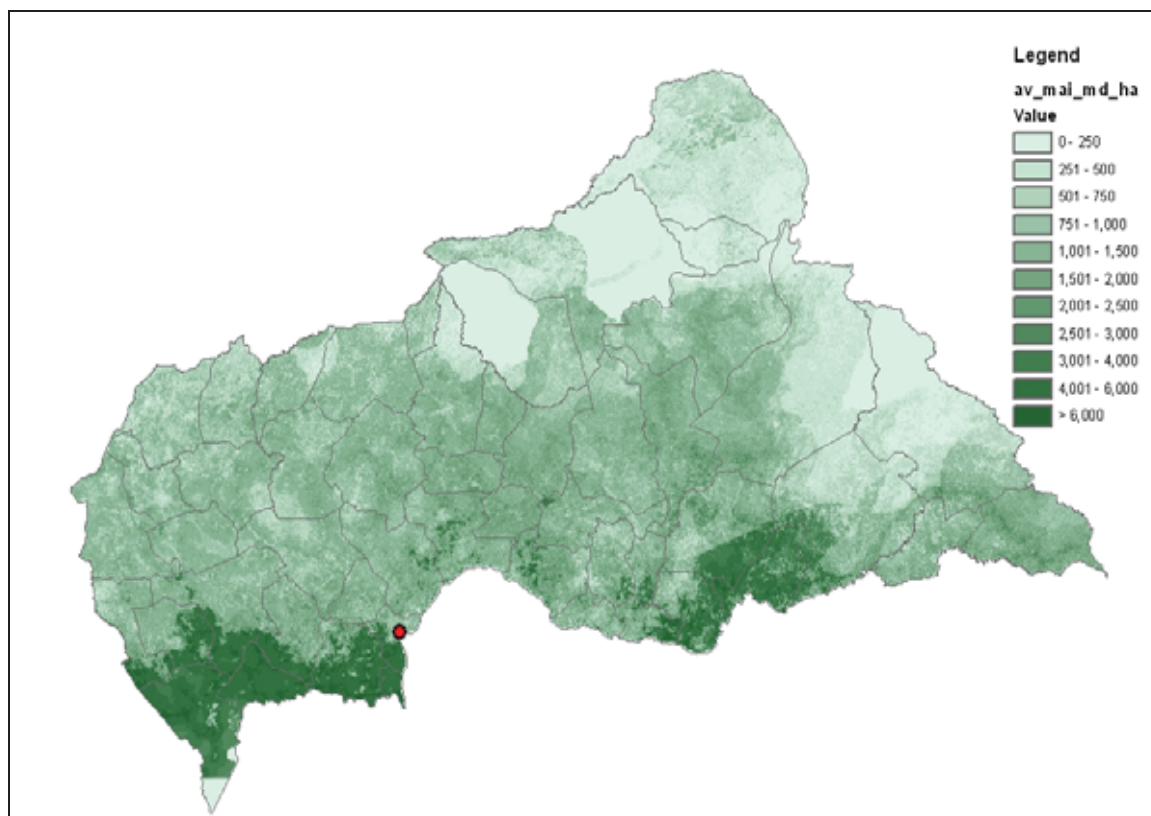 Legend
av_mai_md_ha
Value
0 - 250
251 - 500
501 - 750
751 - 1,000
1,001 - 1,500
1,501 - 2,000
2,001 - 2,500
2,501 - 3,000
3,001 - 4,000
4,001 - 6,000
> 6,000